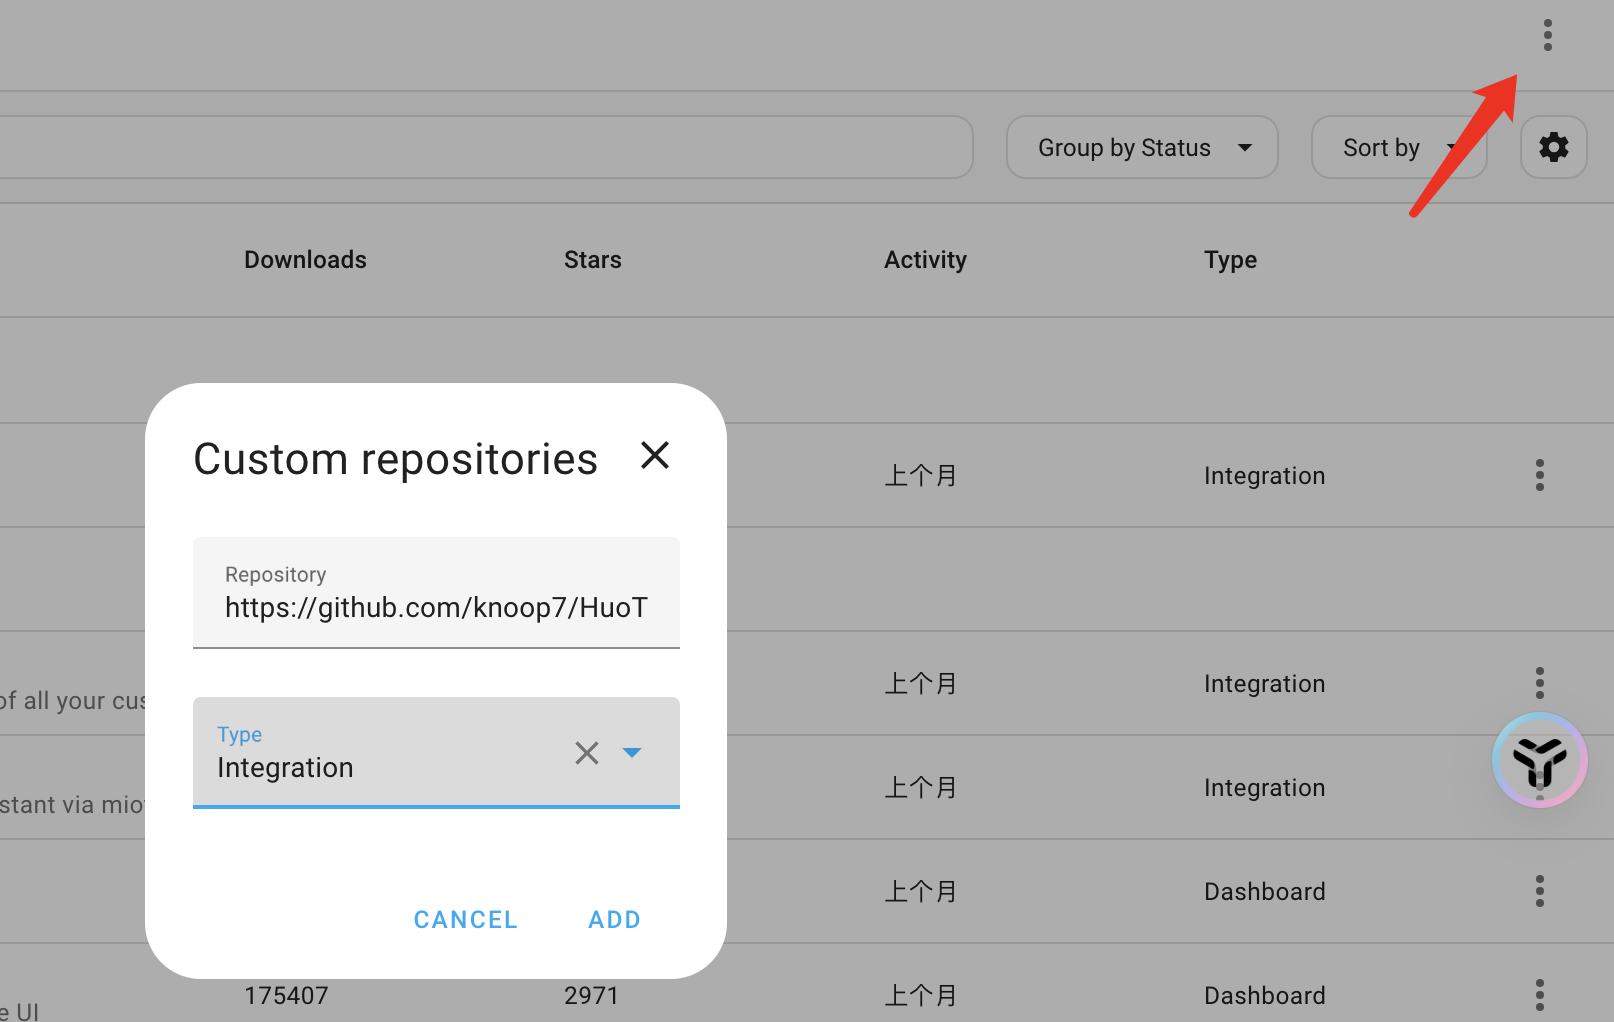 Group by Status
Sort by
Downloads Stars Activity Type
Custom repositories
Repository
https://github.com/knoop7/HuoT
Type
Integration
CANCEL ADD
上个月 Integration
of all your cus
上个月 Integration
stant via mio
上个月 Integration
上个月 Dashboard
e UI
175407 2971 上个月 Dashboard